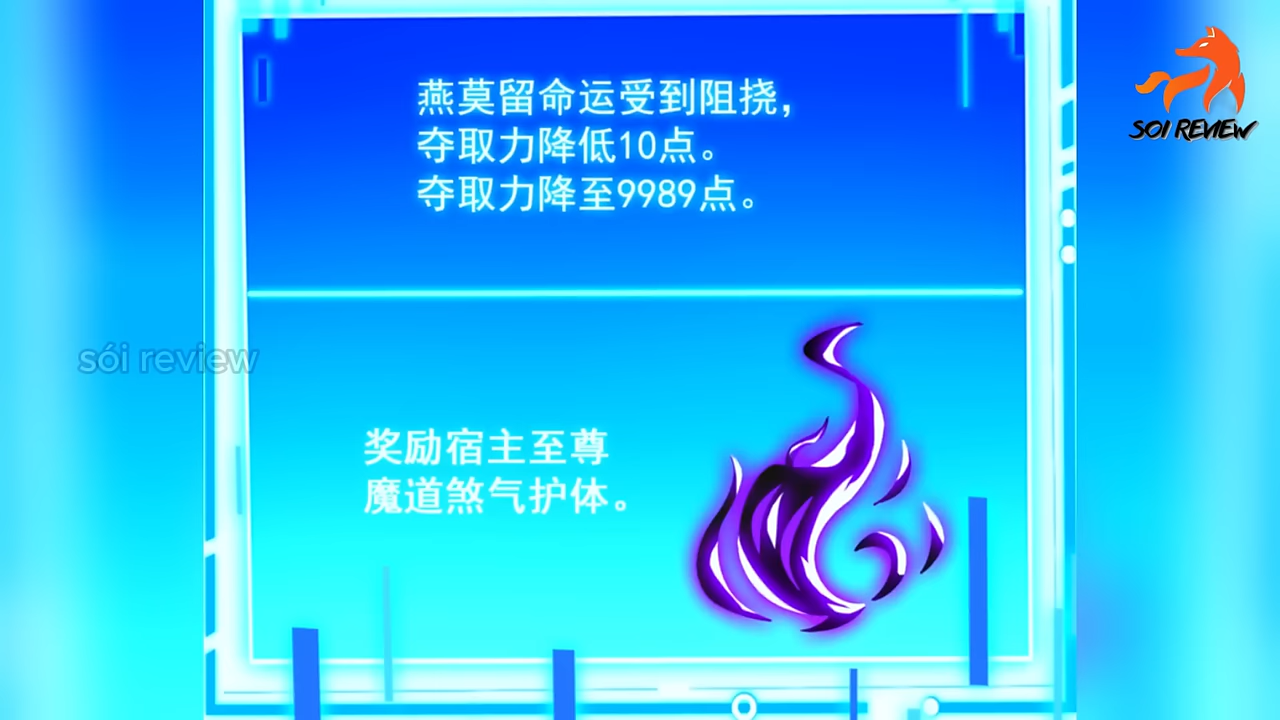 燕莫留命运受到阻挠，
夺取力降低10点。
夺取力降至9989点。
SOI REVIEW
sói review
奖励宿主至尊
魔道煞气护体。